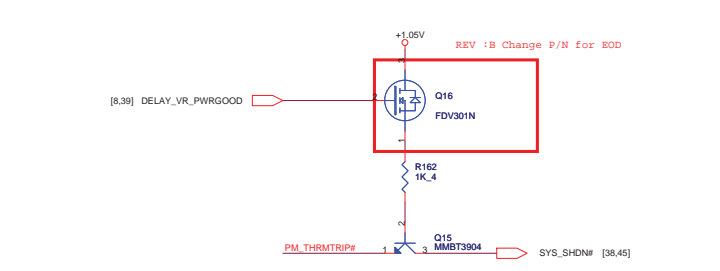 +1.05V
REV :B Change P/N for EOD
3
Q16
[8,39] DELAY_VR_PWRGOOD
2
FDV301N
1
R162
1K_4
2
Q15
MMBT3904
PM_THRMTRIP#
1
3
SYS_SHDN# [38,45]